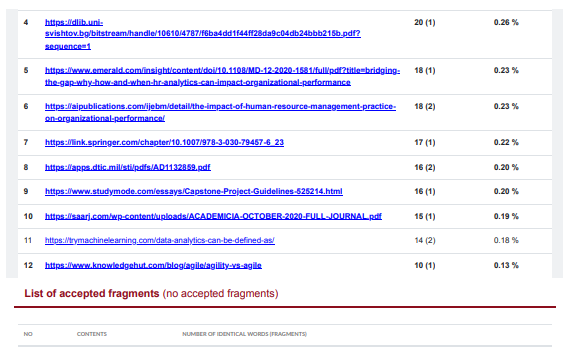 4 https://dlib.uni- 20 (1) 0.26 %
svishtov.bg/bitstream/handle/10610/4787/f6ba4dd1f44ff28da9c04db24bbb215b.pdf?
sequence=1
5 https://www.emerald.com/insight/content/doi/10.1108/MD-12-2020-1581/full/pdf?title=bridging- 18 (1) 0.23 %
the-gap-why-how-and-when-hr-analytics-can-impact-organizational-performance
6 https://aipublications.com/ijebm/detail/the-impact-of-human-resource-management-practice- 18 (2) 0.23 %
on-organizational-performance/
7 https://link.springer.com/chapter/10.1007/978-3-030-79457-6_23 17 (1) 0.22 %
8 https://apps.dtic.mil/sti/pdfs/AD1132859.pdf 16 (2) 0.20 %
9 https://www.studymode.com/essays/Capstone-Project-Guidelines-525214.html 16 (1) 0.20 %
10 https://saarj.com/wp-content/uploads/ACADEMICIA-OCTOBER-2020-FULL-JOURNAL.pdf 15 (1) 0.19 %
11 https://trymachinelearning.com/data-analytics-can-be-defined-as/ 14 (2) 0.18 %
12 https://www.knowledgehut.com/blog/agile/agility-vs-agile 10 (1) 0.13 %
List of accepted fragments (no accepted fragments)
NO CONTENTS NUMBER OF IDENTICAL WORDS (FRAGMENTS)